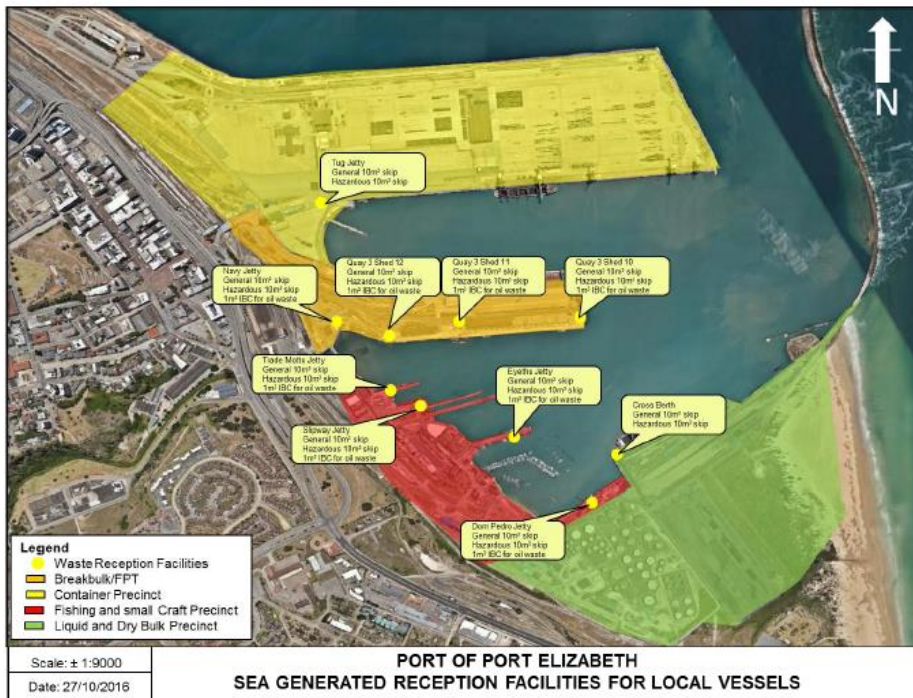 N
Tug Jetty
General 10m³ skip
Hazardous 10m³ skip
Navy Jetty
General 10m³ skip
Hazardous 10m³ skip
1m³ IBC for oil waste
Quay 3 Shed 12
General 10m³ skip
Hazardous 10m³ skip
1m³ IBC for oil waste
Quay 3 Shed 11
General 10m³ skip
Hazardous 10m³ skip
1m³ IBC for oil waste
Quay 3 Shed 10
General 10m³ skip
Hazardous 10m³ skip
1m³ IBC for oil waste
Jetty
General 10m³ skip
Hazardous 10m³ skip
1m³ IBC for oil waste
Slipway Jetty
General 10m³ skip
Hazardous 10m³ skip
1m³ IBC for oil waste
Jetty
General 10m³ skip
Hazardous 10m³ skip
1m³ IBC for oil waste
Cross Berth
General 10m³ skip
Hazardous 10m³ skip
Dom Pedro Jetty
General 10m³ skip
Hazardous 10m³ skip
1m³ IBC for oil waste
Legend
Waste Reception Facilities
Breakbulk/FPT
Container Precinct
Fishing and small Craft Precinct
Liquid and Dry Bulk Precinct
Scale: ± 1:9000
Date: 27/10/2016
PORT OF PORT ELIZABETH
SEA GENERATED RECEPTION FACILITIES FOR LOCAL VESSELS